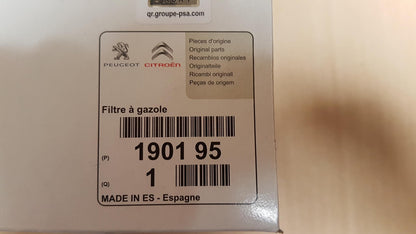 qr.groupe-psa.com
PEUGEOT CITROËN
Pieces d'origine
Original parts
Recambios originales
Originalteile
Ricambi originali
Peças de origem
Filtre à gazole
(P) 1901 95
(Q) 1
MADE IN ES - Espagne